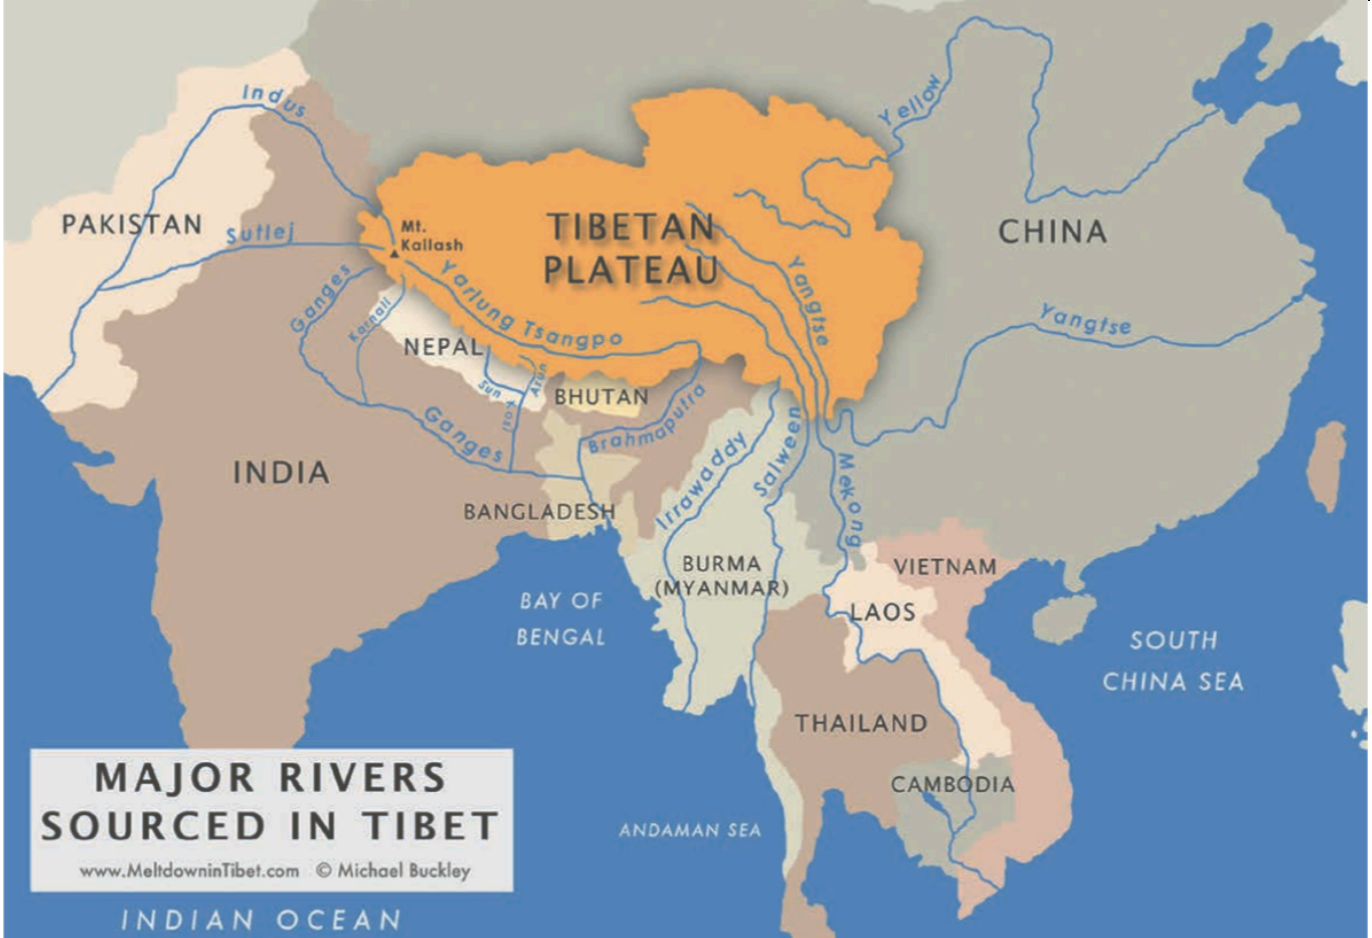 Indus
Yellow
PAKISTAN
Sutlej
Mt.
Kailash
TIBETAN
PLATEAU
CHINA
Ganges
Karnali
Yarlung Tsangpo
Yangtse
Yangtse
NEPAL
Sun Kosi
Arun
BHUTAN
Ganges
Brahmaputra
INDIA
Irrawaddy
Salween
Mekong
BANGLADESH
BURMA
(MYANMAR)
VIETNAM
LAOS
BAY OF
BENGAL
SOUTH
CHINA SEA
THAILAND
CAMBODIA
ANDAMAN SEA
MAJOR RIVERS
SOURCED IN TIBET
www.MeltdowninTibet.com © Michael Buckley
INDIAN OCEAN